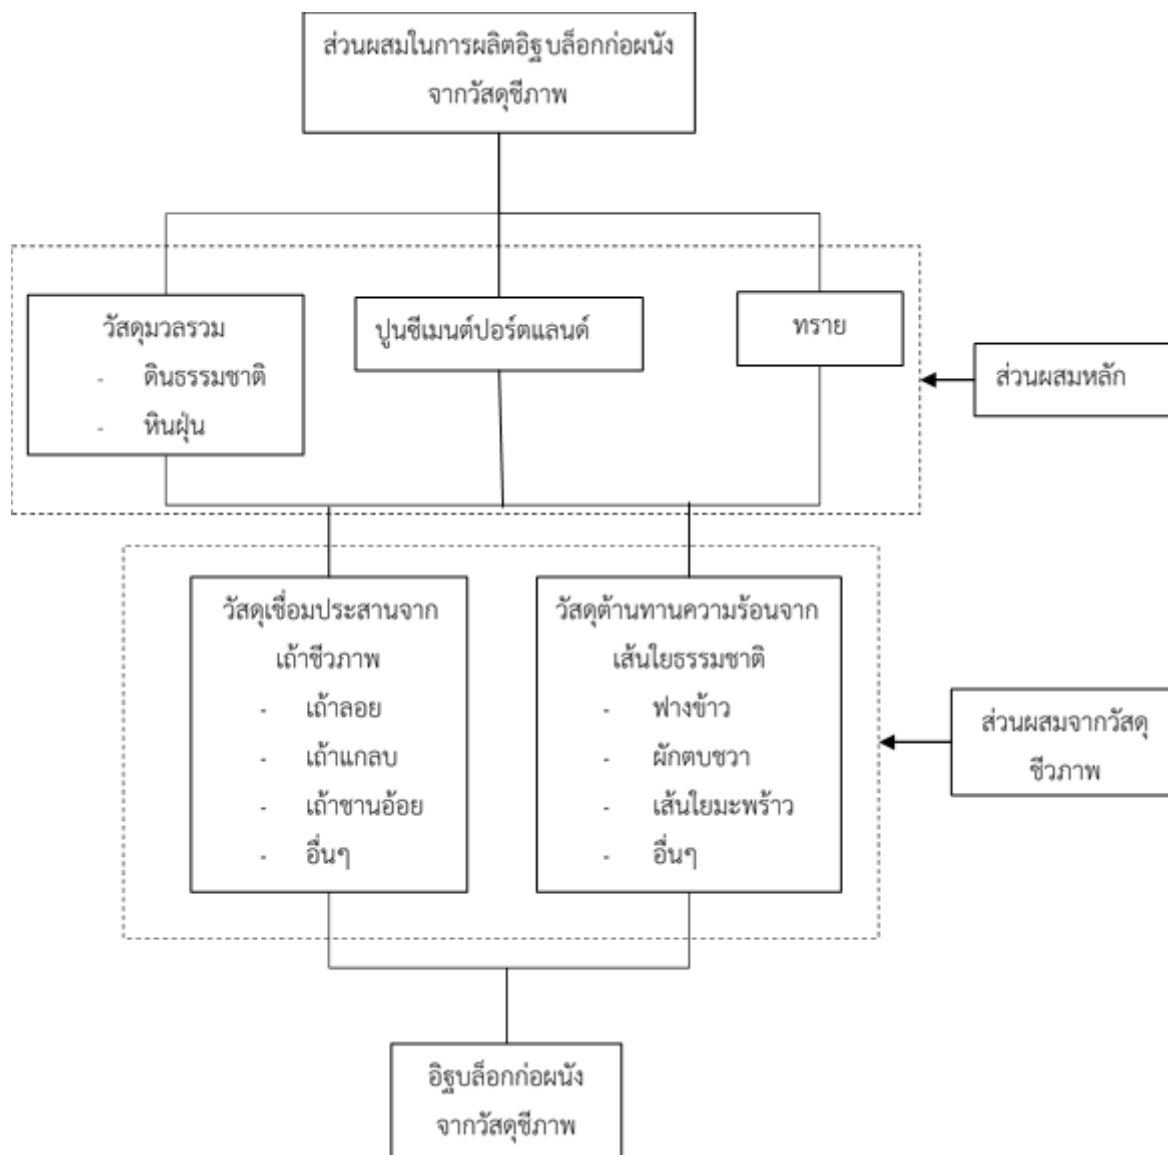 ส่วนผสมในการผลิตอิฐบล็อกก่อผนัง
จากวัสดุชีภาพ
วัสดุมวลรวม
- ดินธรรมชาติ
- หินฝุ่น
ปูนซีเมนต์ปอร์ตแลนด์
ทราย
ส่วนผสมหลัก
วัสดุเชื่อมประสานจาก
เถ้าชีวภาพ
- เถ้าลอย
- เถ้าแกลบ
- เถ้าชานอ้อย
- อื่นๆ
วัสดุต้านทานความร้อนจาก
เส้นใยธรรมชาติ
- ฟางข้าว
- ผักตบชวา
- เส้นใยมะพร้าว
- อื่นๆ
ส่วนผสมจากวัสดุ
ชีวภาพ
อิฐบล็อกก่อผนัง
จากวัสดุชีภาพ